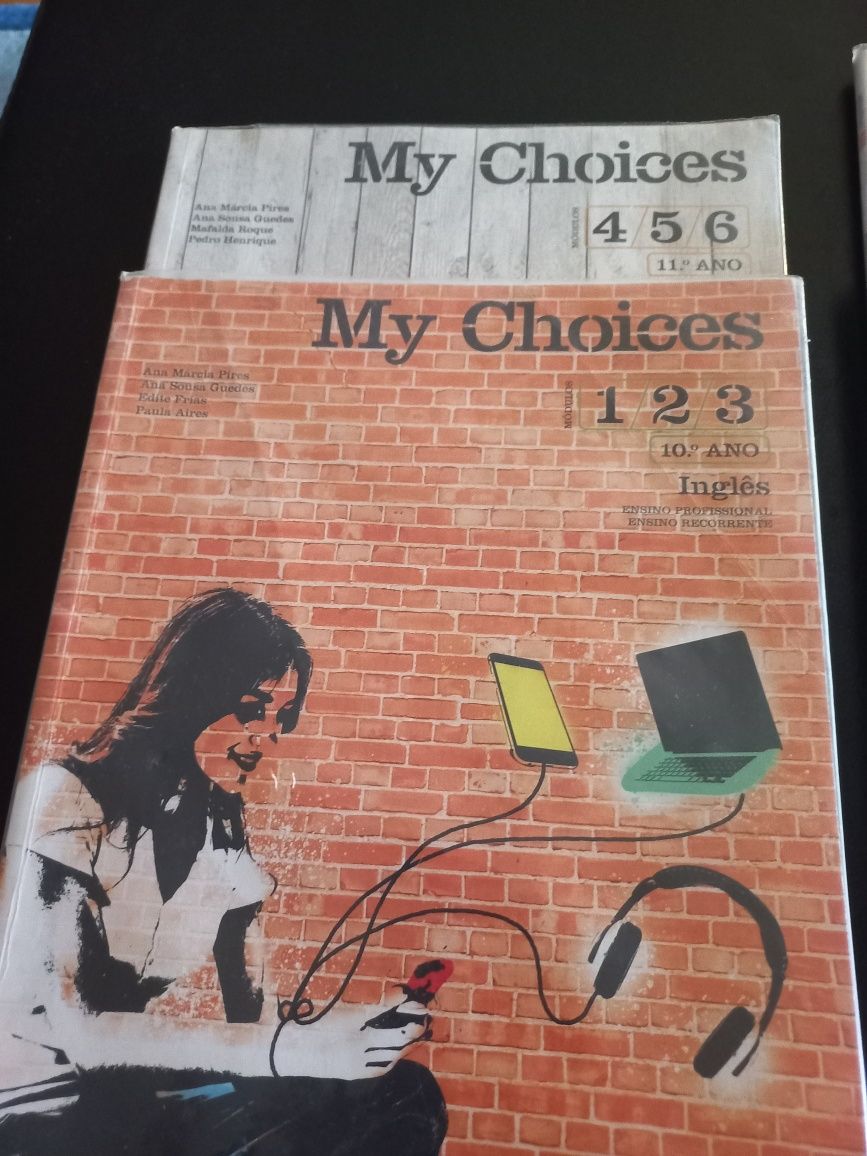 My Choices
Ana Márcia Pires
Ana Sousa Guedes
Mafalda Roque
Pedro Henrique
MÓDULOS
4/5/6
11.º ANO
My Choices
Ana Márcia Pires
Ana Sousa Guedes
Edite Frias
Paula Aires
MÓDULOS
1/2/3
10.º ANO
Inglês
ENSINO PROFISSIONAL
ENSINO RECORRENTE